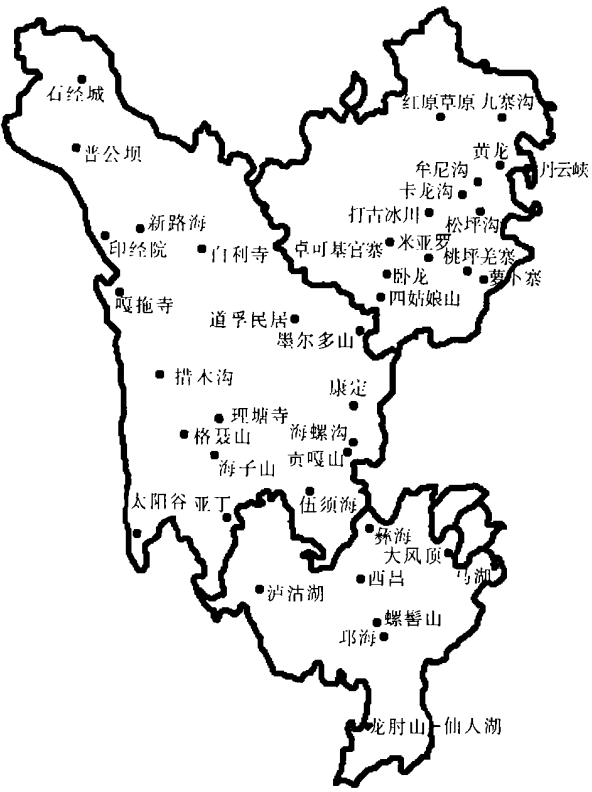 石经城
红原草原 九寨沟
普公坝
黄龙
丹云峡
牟尼沟
卡龙沟
打古冰川
松坪沟
新路海
印经院
白利寺
卓可基官寨
米亚罗
桃坪羌寨
卧龙
萝卜寨
四姑娘山
嘎拖寺
道孚民居
墨尔多山
措木沟
康定
理塘寺
格聂山
海螺沟
贡嘎山
海子山
太阳谷
亚丁
伍须海
彝海
大风顶
马湖
西昌
泸沽湖
螺髻山
邛海
龙肘山-仙人湖